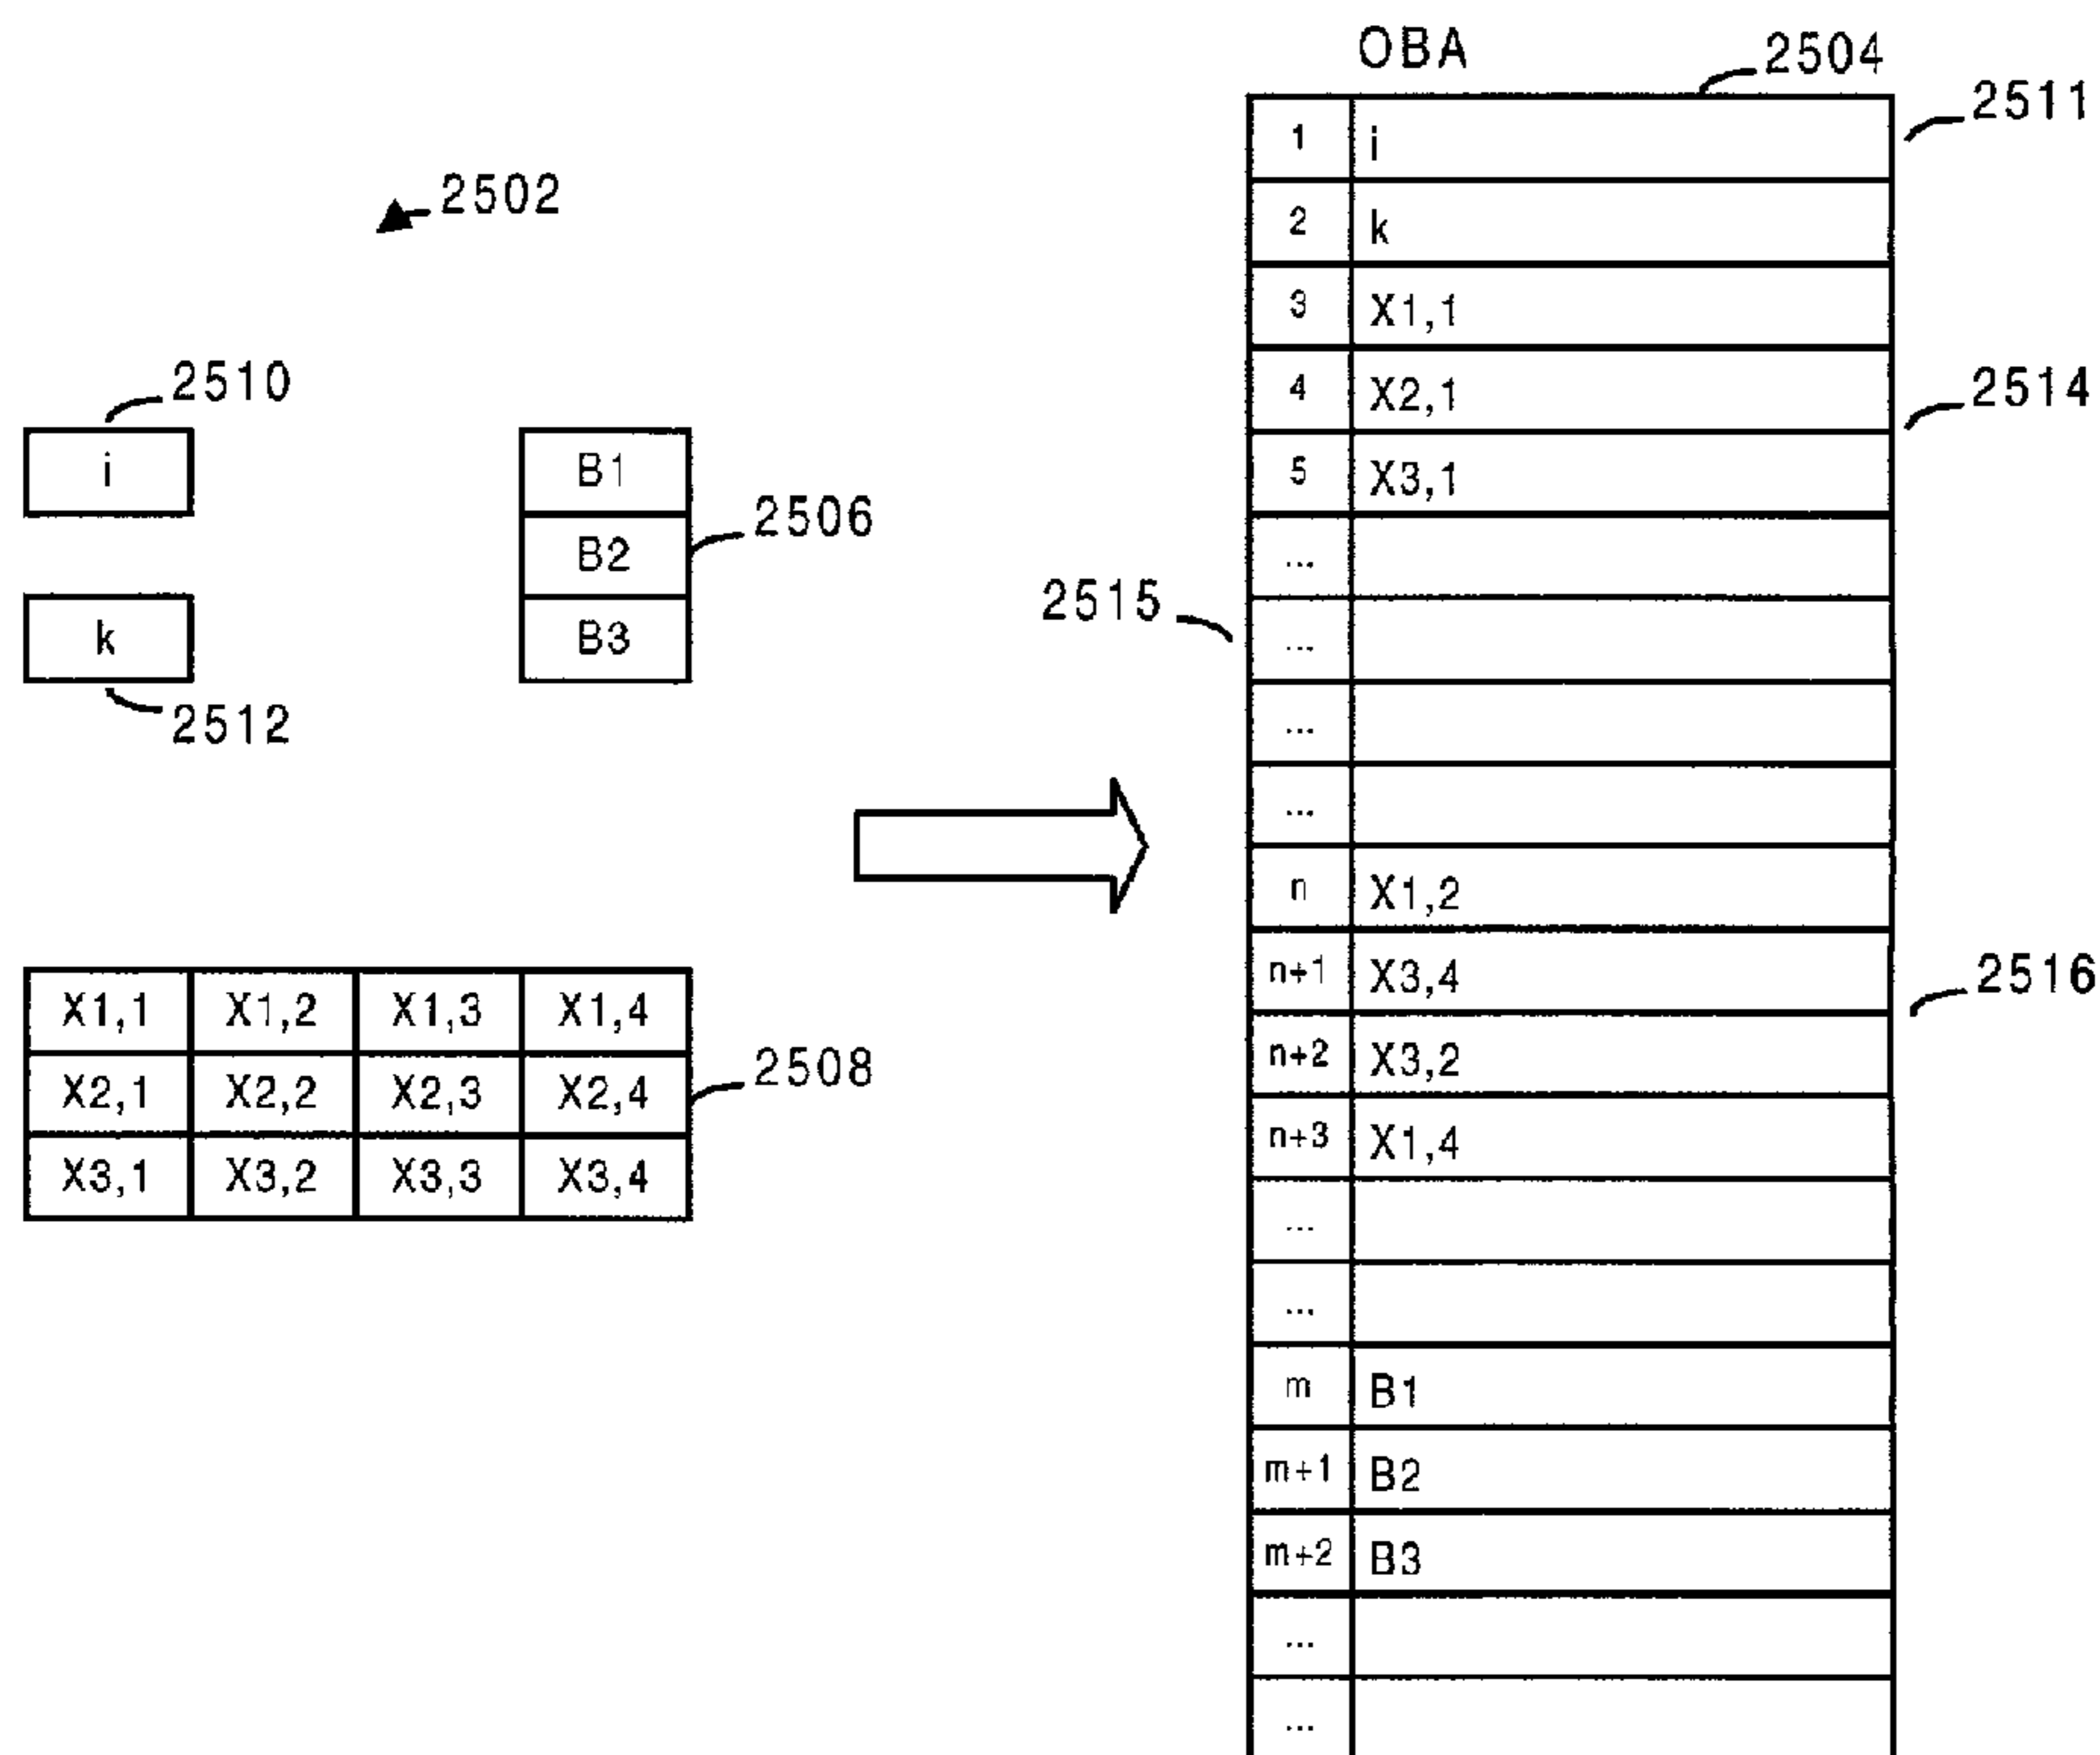 OBA
2504
2511
2502
2510
i
B1
B2
B3
2506
k
2512
X1,1 X1,2 X1,3 X1,4
X2,1 X2,2 X2,3 X2,4
X3,1 X3,2 X3,3 X3,4
2508
1 i
2 k
3 X1,1
4 X2,1
2514
5 X3,1
...
2515
...
...
...
n X1,2
n+1 X3,4
2516
n+2 X3,2
n+3 X1,4
...
...
m B1
m+1 B2
m+2 B3
...
...